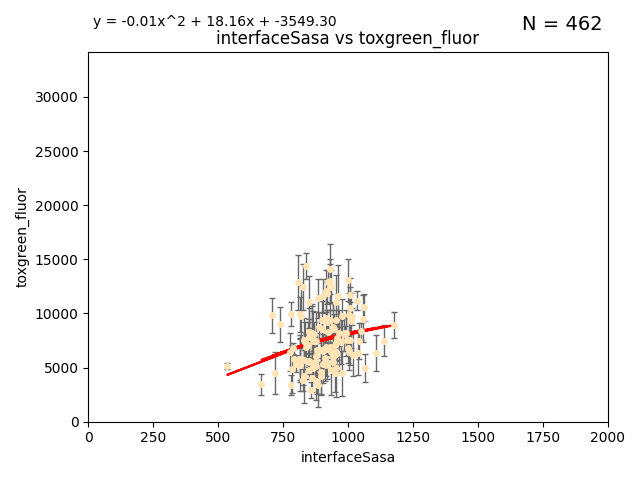 y = -0.01x^2 + 18.16x + -3549.30
N = 462
interfaceSasa vs toxgreen_fluor
30000
25000
20000
15000
10000
5000
0
toxgreen_fluor
0 250 500 750 1000 1250 1500 1750 2000
interfaceSasa